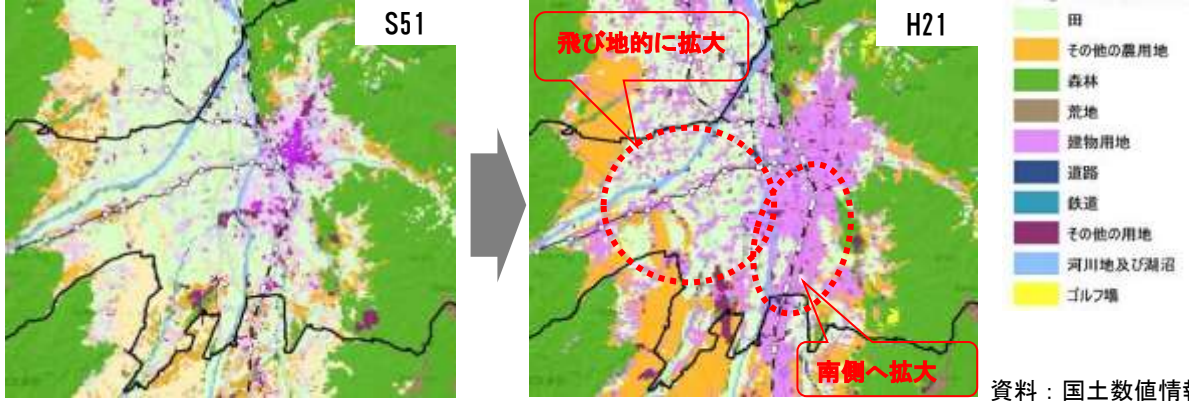 S51
H21
飛び地的に拡大
南側へ拡大
田
その他の農用地
森林
荒地
建物用地
道路
鉄道
その他の用地
河川地及び湖沼
ゴルフ場
資料：国土数値情報